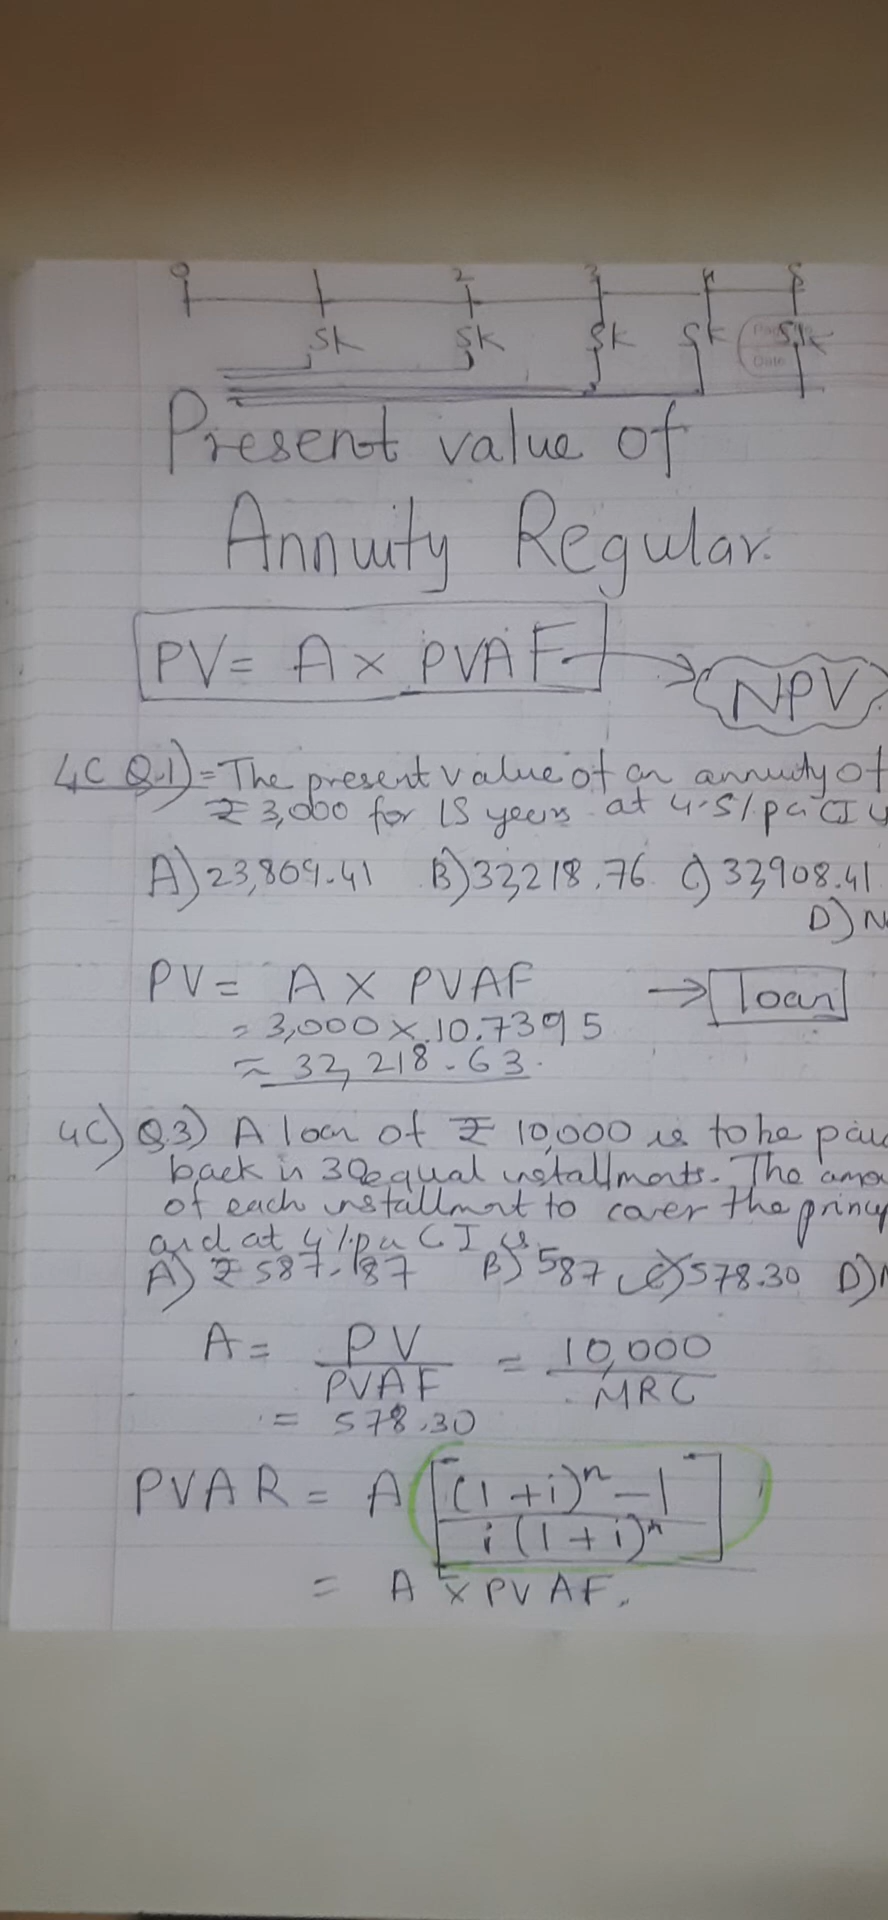 0 1 2 3 4 5
5k 5k 5k 5k 5k
Present value of
Annuity Regular.
PV = A × PVAF → NPV
4C Q.1) = The present value of an annuity of
₹ 3,000 for 15 years at 4.5% pa CI
A) 23,809.41 B) 32,218.76 C) 33,908.41
D) N
PV = A × PVAF → loan
= 3,000 × 10.7395
= 32,218.63.
4C) Q.3) A loan of ₹ 10,000 is to be
back in 30 equal installments. The
of each installment to cover the
and at 4% pa CI is
A) ₹ 587.87 B) 587 C) 578.30 D)
A = PV / PVAF = 10,000 / MRC
= 578.30
PVAR = A [(1+i)ⁿ - 1 / i(1+i)ⁿ]
= A × PVAF.